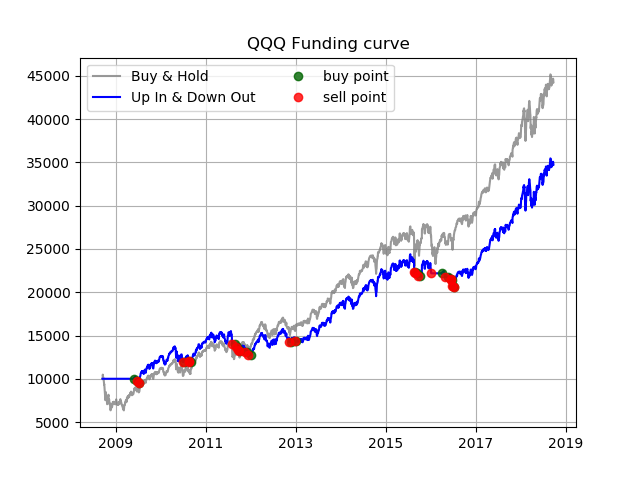 QQQ Funding curve
Buy & Hold
Up In & Down Out
buy point
sell point
45000
40000
35000
30000
25000
20000
15000
10000
5000
2009 2011 2013 2015 2017 2019